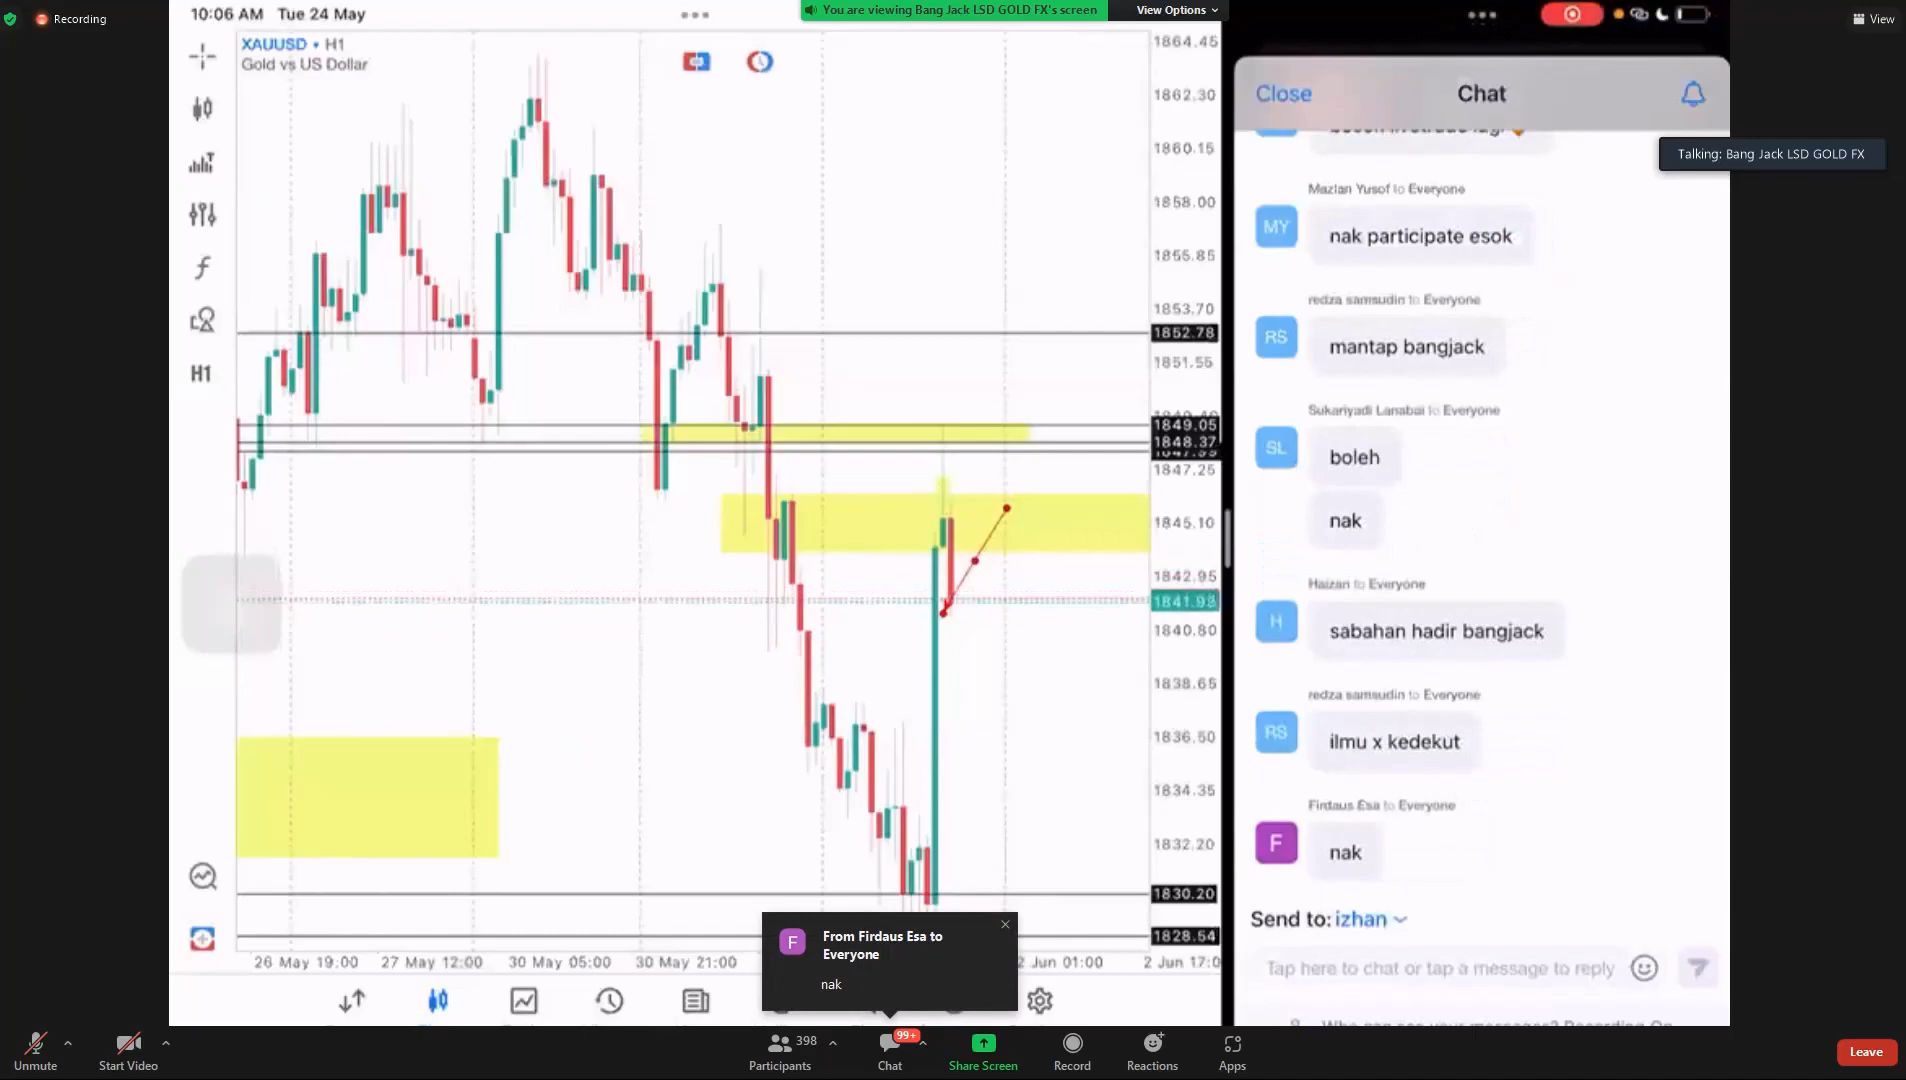 Recording
10:06 AM Tue 24 May
You are viewing Bang Jack LSD GOLD FX's screen
View Options
View
XAUUSD • H1
Gold vs US Dollar
H1
1864.45
1862.30
1860.15
1858.00
1855.85
1853.70
1852.78
1851.55
1849.05
1848.37
1847.25
1845.10
1842.95
1840.80
1838.65
1836.50
1834.35
1832.20
1830.20
1828.54
26 May 19:00
27 May 12:00
30 May 05:00
30 May 21:00
2 Jun 01:00
2 Jun 17:0
Close
Chat
Talking: Bang Jack LSD GOLD FX
Mazlan Yusof to Everyone
MY
nak participate esok
redza samsudin to Everyone
RS
mantap bangjack
Sukariyadi Lanabai to Everyone
SL
boleh
nak
Haizan to Everyone
H
sabahan hadir bangjack
redza samsudin to Everyone
RS
ilmu x kedekut
Firdaus Esa to Everyone
F
nak
Send to: izhan
Tap here to chat or tap a message to reply
F
From Firdaus Esa to
Everyone
nak
Unmute
Start Video
398
Participants
99+
Chat
Share Screen
Record
Reactions
Apps
Leave